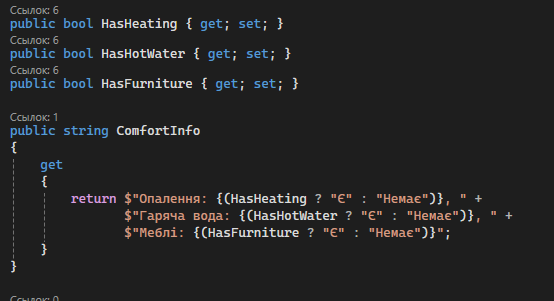 Ссылок: 6
public bool HasHeating { get; set; }
Ссылок: 6
public bool HasHotWater { get; set; }
Ссылок: 6
public bool HasFurniture { get; set; }
Ссылок: 1
public string ComfortInfo
{
get
{
return $"Опалення: {(HasHeating ? "Є" : "Немає")}, " +
$"Гаряча вода: {(HasHotWater ? "Є" : "Немає")}, " +
$"Меблі: {(HasFurniture ? "Є" : "Немає")}";
}
}
Ссылок: 0